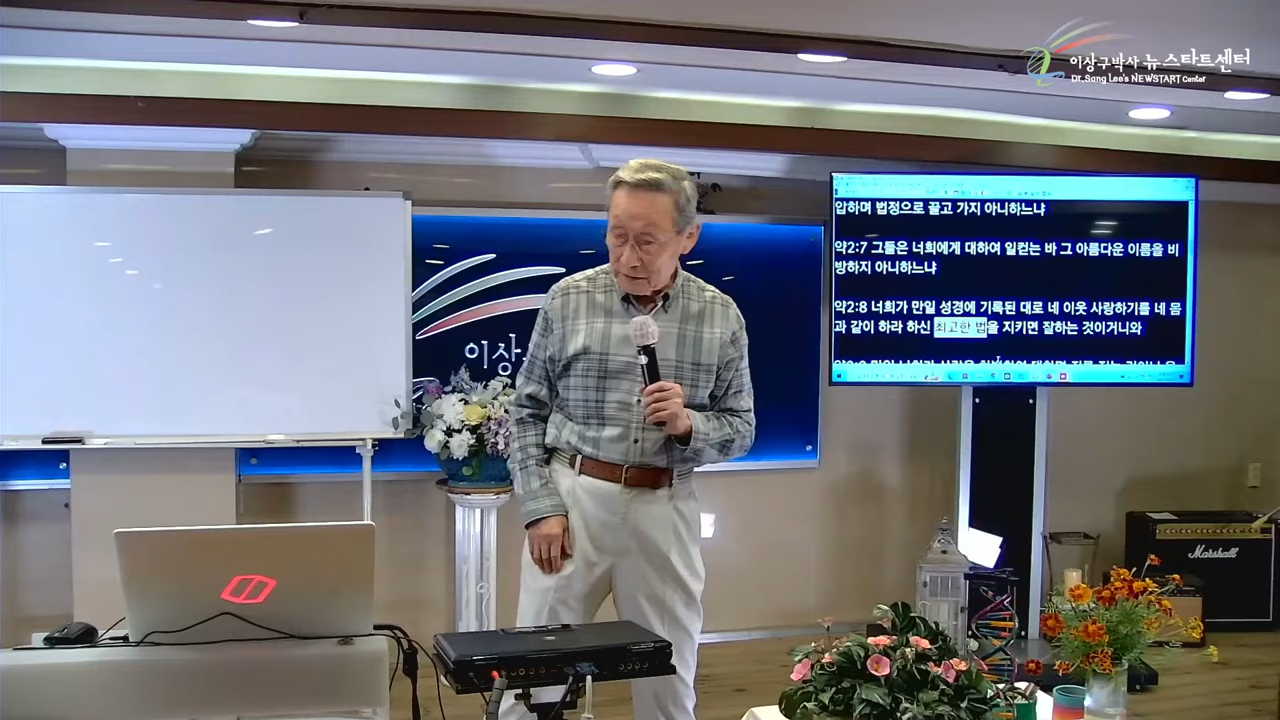 이상구박사 뉴스타트센터
Dr. Sang Lee's NEWSTART Center
압하며 법정으로 끌고 가지 아니하느냐
약2:7 그들은 너희에게 대하여 일컫는 바 그 아름다운 이름을 비
방하지 아니하느냐
약2:8 너희가 만일 성경에 기록된 대로 네 이웃 사랑하기를 네 몸
과 같이 하라 하신 최고한 법을 지키면 잘하는 것이거니와
이상
Marshall